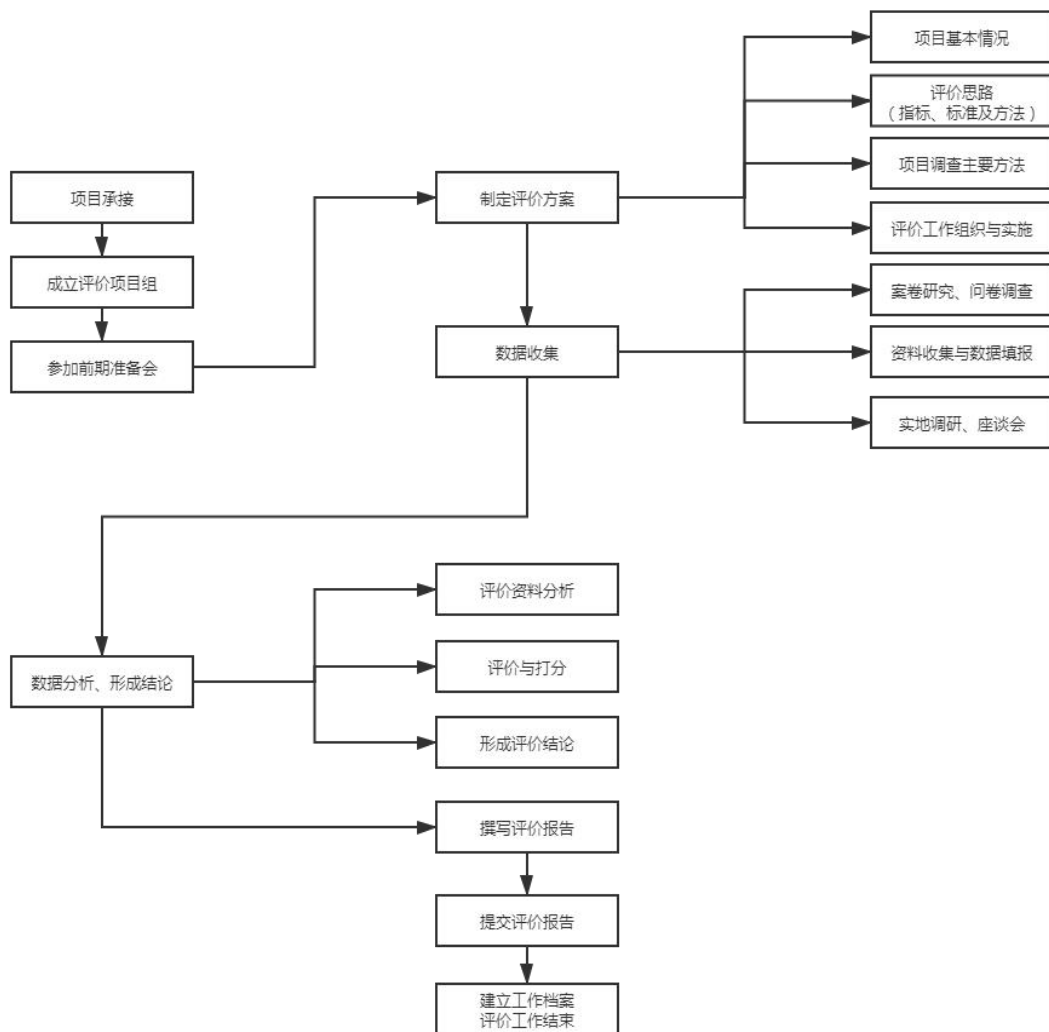 项目承接
成立评价项目组
参加前期准备会
制定评价方案
项目基本情况
评价思路
（指标、标准及方法）
项目调查主要方法
评价工作组织与实施
数据收集
案卷研究、问卷调查
资料收集与数据填报
实地调研、座谈会
数据分析、形成结论
评价资料分析
评价与打分
形成评价结论
撰写评价报告
提交评价报告
建立工作档案
评价工作结束